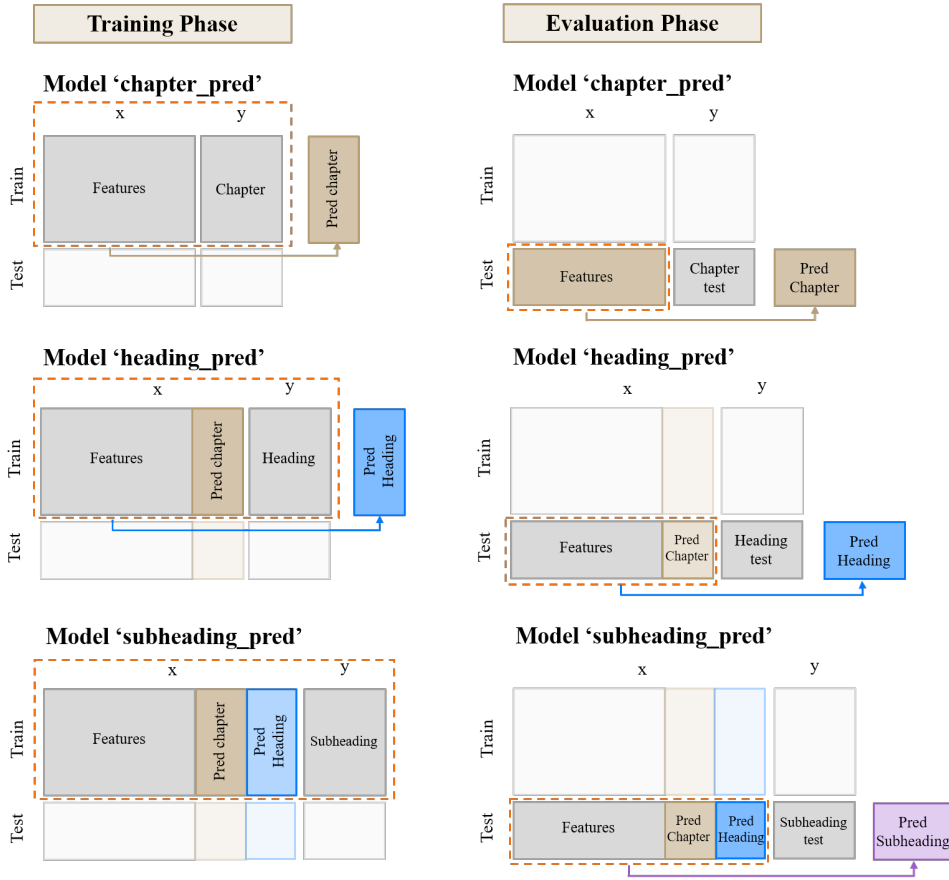 Training Phase
Model ‘chapter_pred’
x
y
Train
Features
Chapter
Pred chapter
Test
Model ‘heading_pred’
x
y
Train
Features
Pred chapter
Heading
Pred
Heading
Test
Model ‘subheading_pred’
x
y
Train
Features
Pred chapter
Pred
Heading
Subheading
Test
Evaluation Phase
Model ‘chapter_pred’
x
y
Train
Test
Features
Chapter
test
Pred
Chapter
Model ‘heading_pred’
x
y
Train
Test
Features
Pred
Chapter
Heading
test
Pred
Heading
Model ‘subheading_pred’
x
y
Train
Test
Features
Pred
Chapter
Pred
Heading
Subheading
test
Pred
Subheading